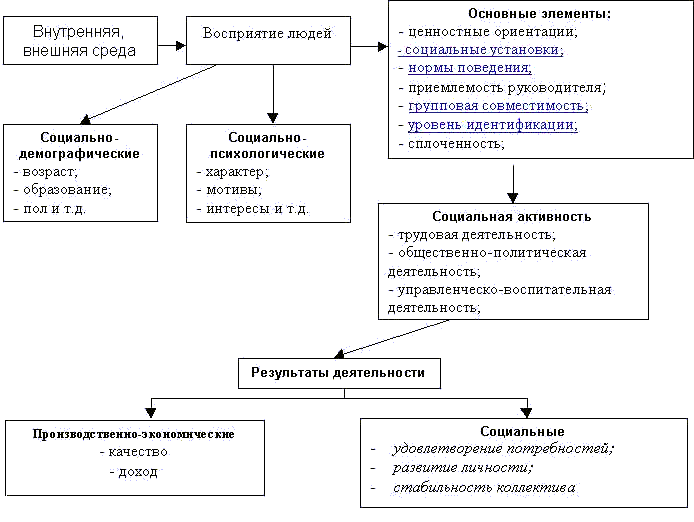 Внутренняя,
внешняя среда
Восприятие людей
Основные элементы:
- ценностные ориентации;
- социальные установки;
- нормы поведения;
- приемлемость руководителя;
- групповая совместимость;
- уровень идентификации;
- сплоченность;
Социально-
демографические
- возраст;
- образование;
- пол и т.д.
Социально-
психологические
- характер;
- мотивы;
- интересы и т.д.
Социальная активность
- трудовая деятельность;
- общественно-политическая
деятельность;
- управленческо-воспитательная
деятельность;
Результаты деятельности
Производственно-экономические
- качество
- доход
Социальные
- удовлетворение потребностей;
- развитие личности;
- стабильность коллектива